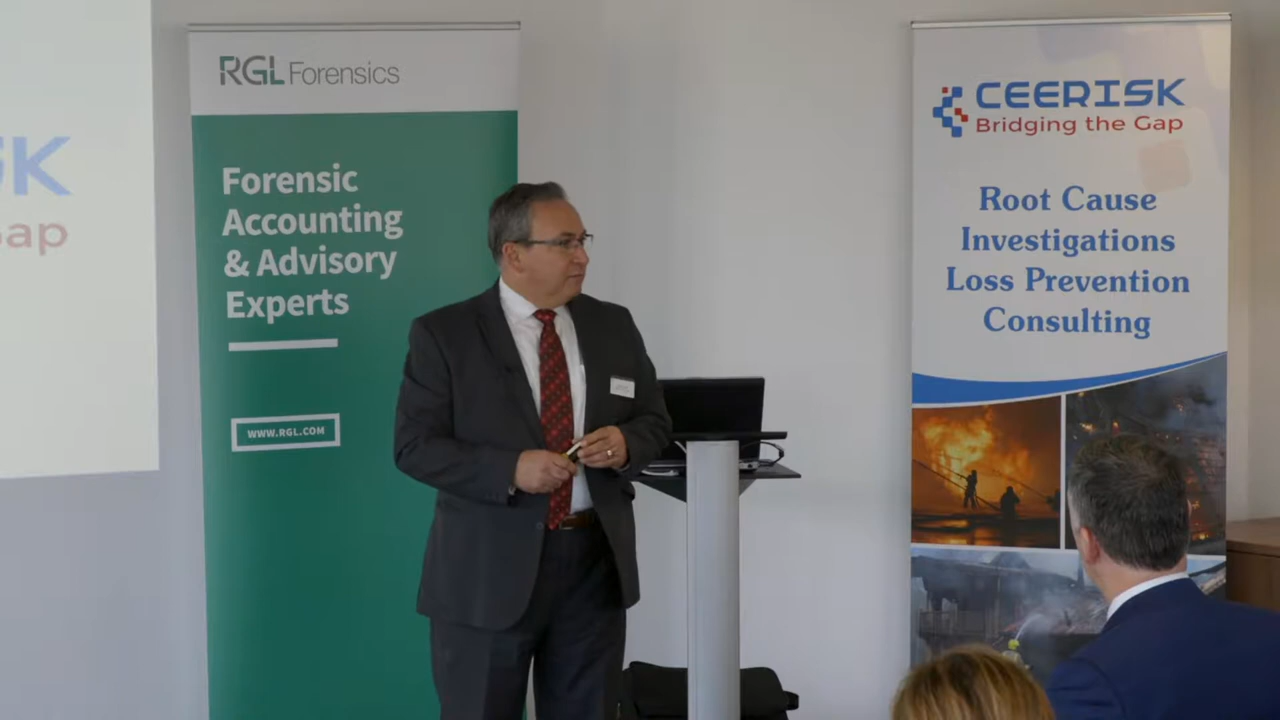 RGL Forensics
Forensic
Accounting
& Advisory
Experts
WWW.RGL.COM
K
ap
CEERISK
Bridging the Gap
Root Cause
Investigations
Loss Prevention
Consulting